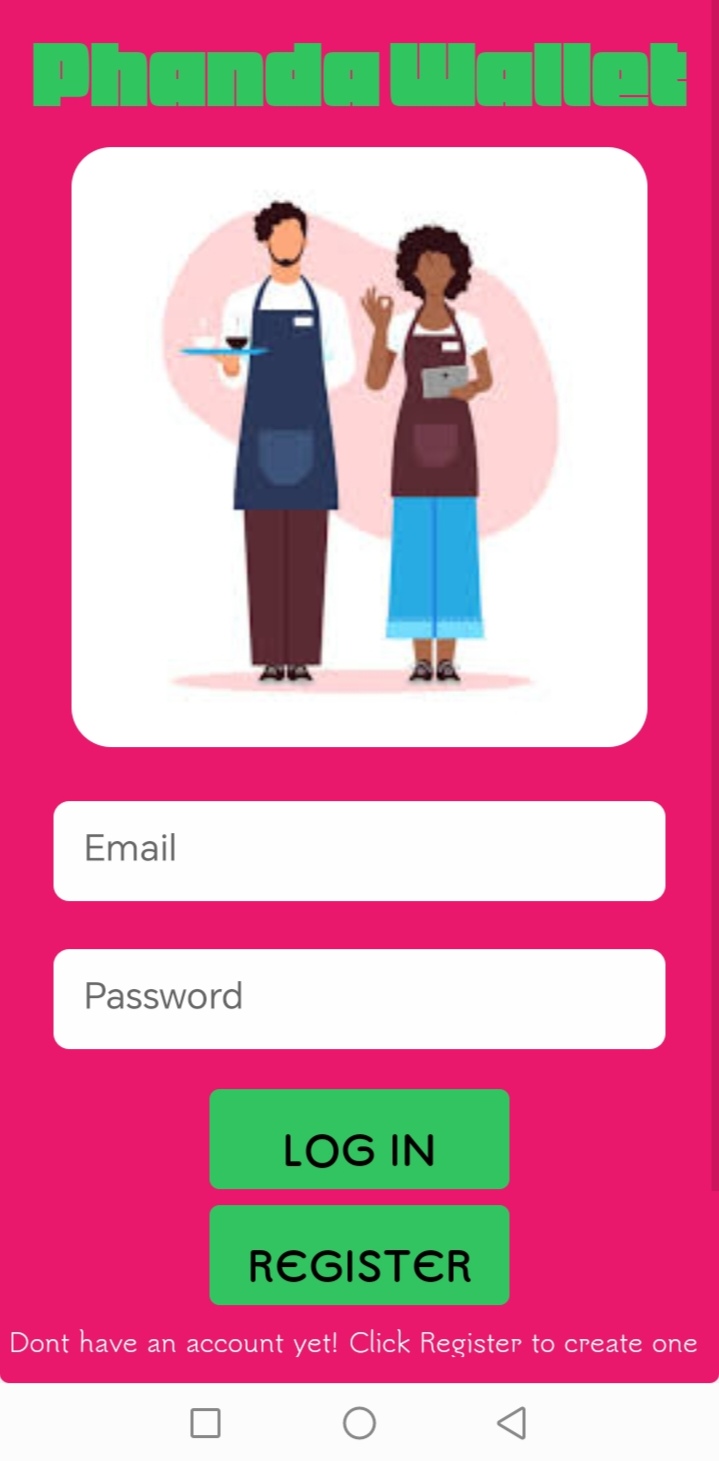 Phanda Wallet
Email
Password
LOG IN
REGISTER
Dont have an account yet! Click Register to create one